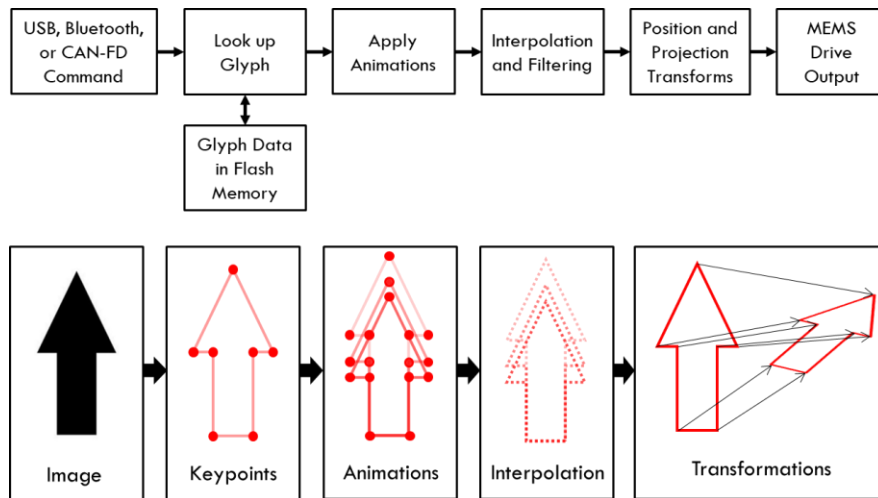 USB, Bluetooth,
or CAN-FD
Command
Look up
Glyph
Apply
Animations
Interpolation
and Filtering
Position and
Projection
Transforms
MEMS
Drive
Output
Glyph Data
in Flash
Memory
Image
Keypoints
Animations
Interpolation
Transformations